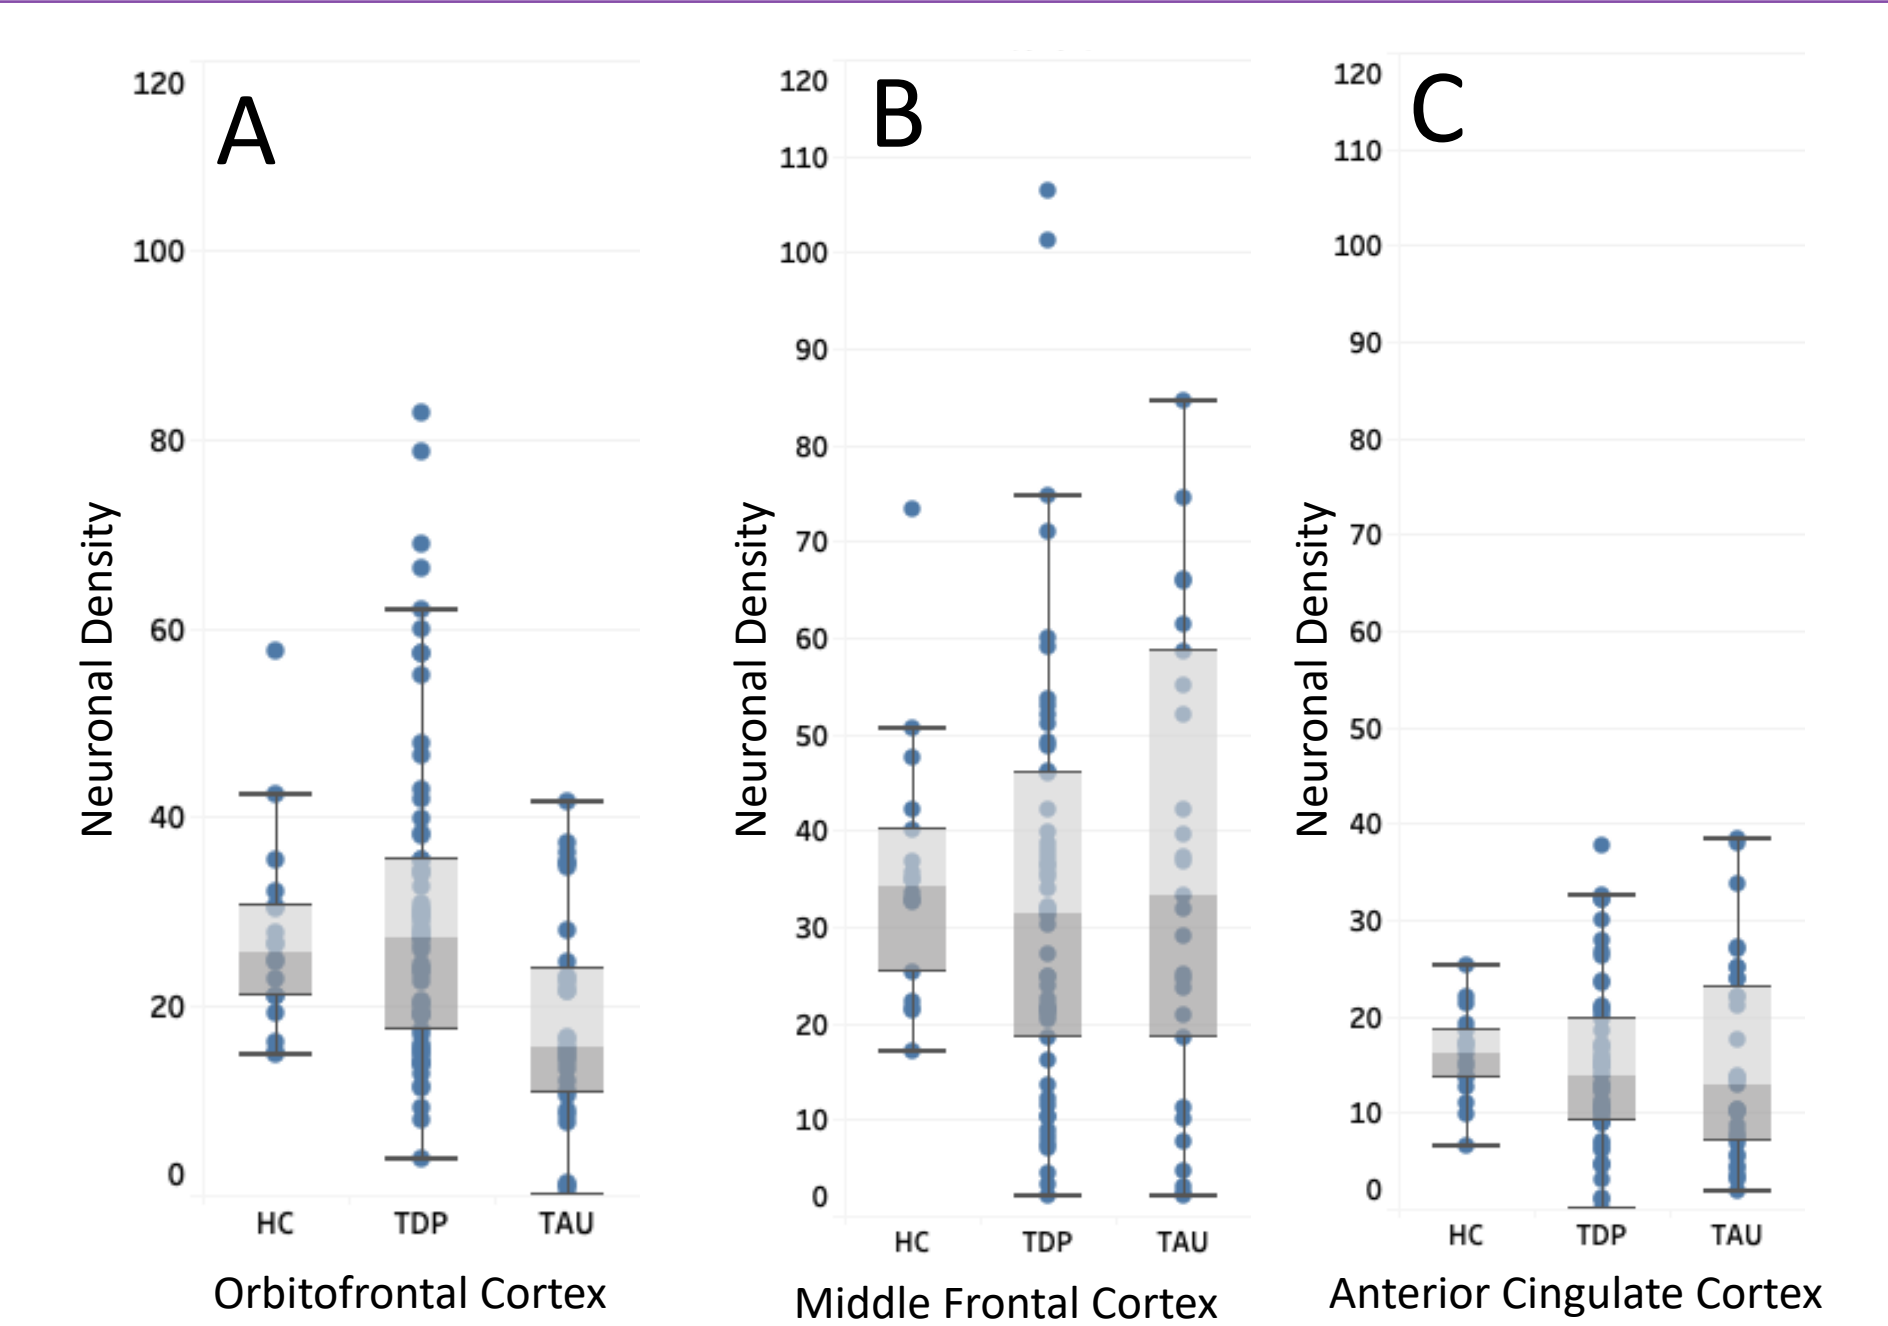 A
120
100
80
60
40
20
0
Neuronal Density
HC TDP TAU
Orbitofrontal Cortex
B
120
110
100
90
80
70
60
50
40
30
20
10
0
Neuronal Density
HC TDP TAU
Middle Frontal Cortex
C
120
110
100
90
80
70
60
50
40
30
20
10
0
Neuronal Density
HC TDP TAU
Anterior Cingulate Cortex